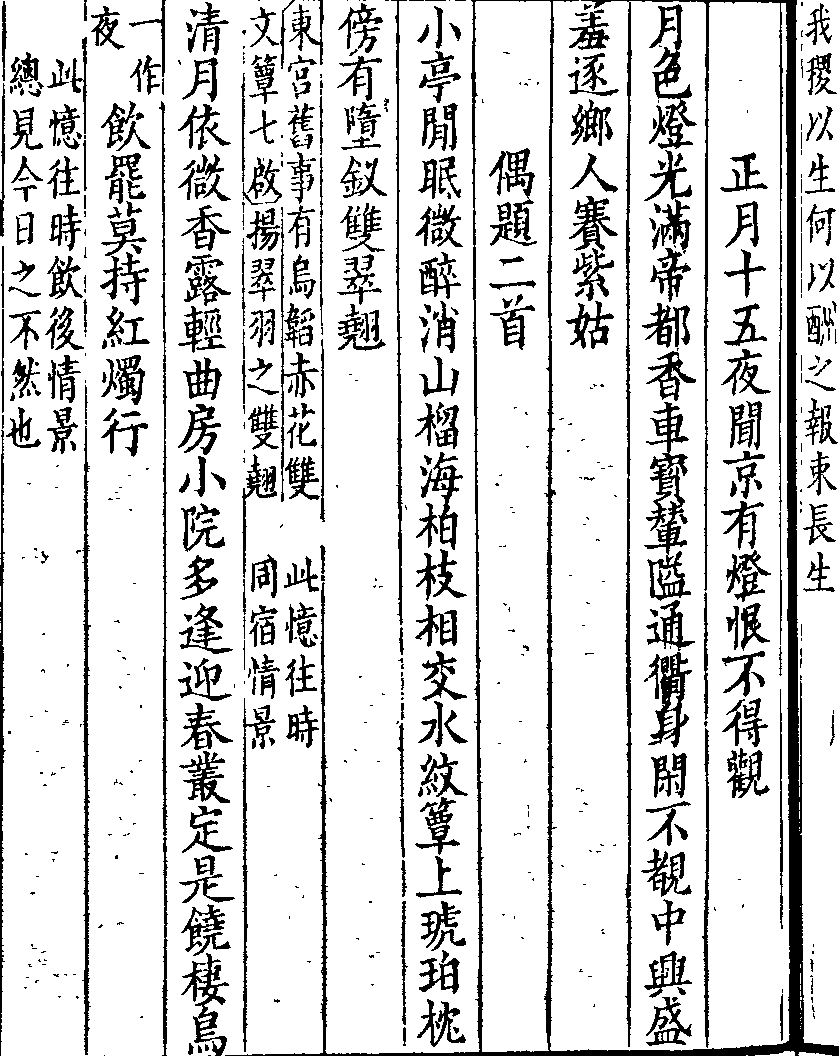 我稷以生何以酬之報束長生
正月十五夜聞京有燈恨不得觀
月色燈光滿帝都香車寶輦隘通衢身閑不覩中興盛
羞逐鄉人賽紫姑
偶題二首
小亭閒眠微醉消山榴海柏枝相交水紋簟上琥珀枕
傍有墮釵雙翠翹
東宮舊事有烏韜赤花雙
文簟七啟揚翠羽之雙翹
此憶往時
同宿情景
清月依微香露輕曲房小院多逢迎春叢定是饒棲烏
一作
夜
飲罷莫持紅燭行
此憶往時飲後情景
總見今日之不然也